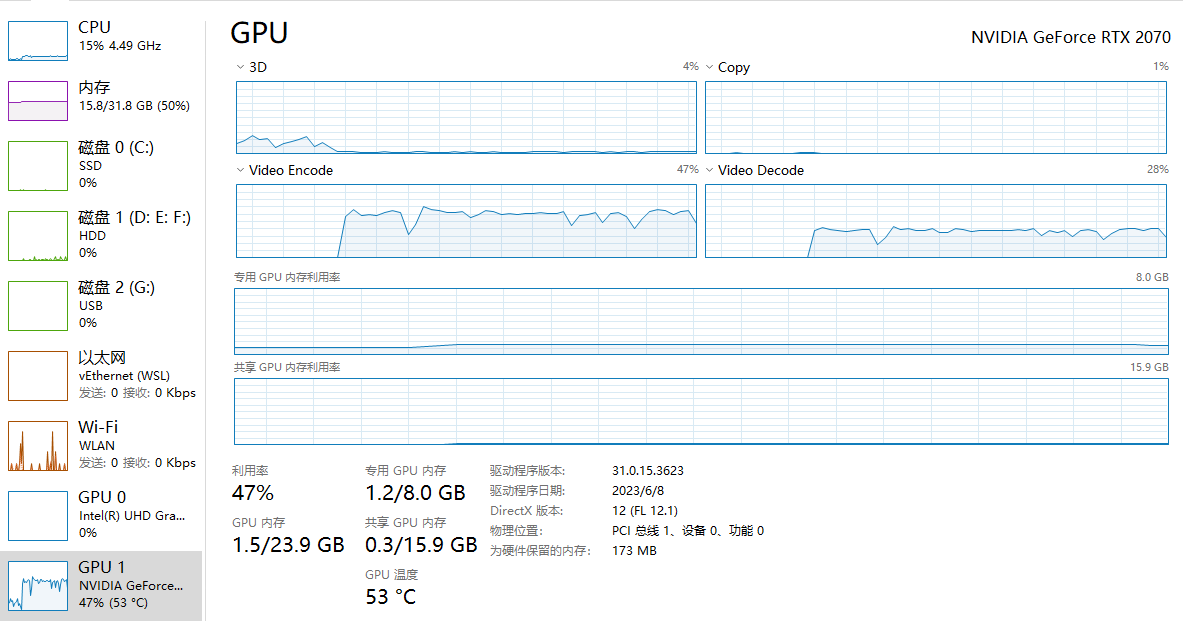 CPU
15% 4.49 GHz
内存
15.8/31.8 GB (50%)
磁盘 0 (C:)
SSD
0%
磁盘 1 (D: E: F:)
HDD
0%
磁盘 2 (G:)
USB
0%
以太网
vEthernet (WSL)
发送: 0 接收: 0 Kbps
Wi-Fi
WLAN
发送: 0 接收: 0 Kbps
GPU 0
Intel(R) UHD Gra...
0%
GPU 1
NVIDIA GeForce...
47% (53 °C)
GPU
NVIDIA GeForce RTX 2070
3D 4%
Copy 1%
Video Encode 47%
Video Decode 28%
专用 GPU 内存利用率 8.0 GB
共享 GPU 内存利用率 15.9 GB
利用率
47%
GPU 内存
1.5/23.9 GB
专用 GPU 内存
1.2/8.0 GB
共享 GPU 内存
0.3/15.9 GB
GPU 温度
53 °C
驱动程序版本: 31.0.15.3623
驱动程序日期: 2023/6/8
DirectX 版本: 12 (FL 12.1)
物理位置: PCI 总线 1、设备 0、功能 0
为硬件保留的内存: 173 MB